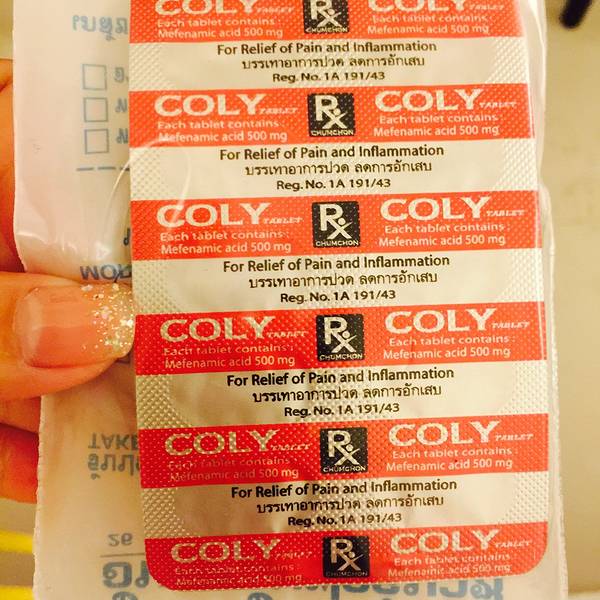 COLY Rx COLY TABLET
Each tablet contains : CHUMCHON Each tablet contains :
Mefenamic acid 500 mg Mefenamic acid 500 mg
For Relief of Pain and Inflammation
บรรเทาอาการปวด ลดการอักเสบ
Reg. No. 1A 191/43
COLY TABLET Rx COLY TABLET
Each tablet contains : CHUMCHON Each tablet contains :
Mefenamic acid 500 mg Mefenamic acid 500 mg
For Relief of Pain and Inflammation
บรรเทาอาการปวด ลดการอักเสบ
Reg. No. 1A 191/43
COLY TABLET Rx COLY TABLET
Each tablet contains : CHUMCHON Each tablet contains :
Mefenamic acid 500 mg Mefenamic acid 500 mg
For Relief of Pain and Inflammation
บรรเทาอาการปวด ลดการอักเสบ
Reg. No. 1A 191/43
COLY TABLET Rx COLY TABLET
Each tablet contains : CHUMCHON Each tablet contains :
Mefenamic acid 500 mg Mefenamic acid 500 mg
For Relief of Pain and Inflammation
บรรเทาอาการปวด ลดการอักเสบ
Reg. No. 1A 191/43
COLY TABLET Rx COLY TABLET
Each tablet contains : CHUMCHON Each tablet contains :
Mefenamic acid 500 mg Mefenamic acid 500 mg
For Relief of Pain and Inflammation
บรรเทาอาการปวด ลดการอักเสบ
Reg. No. 1A 191/43
COLY TABLET Rx COLY TABLET
Each tablet contains : CHUMCHON Each tablet contains :
Mefenamic acid 500 mg Mefenamic acid 500 mg
TAKE
26